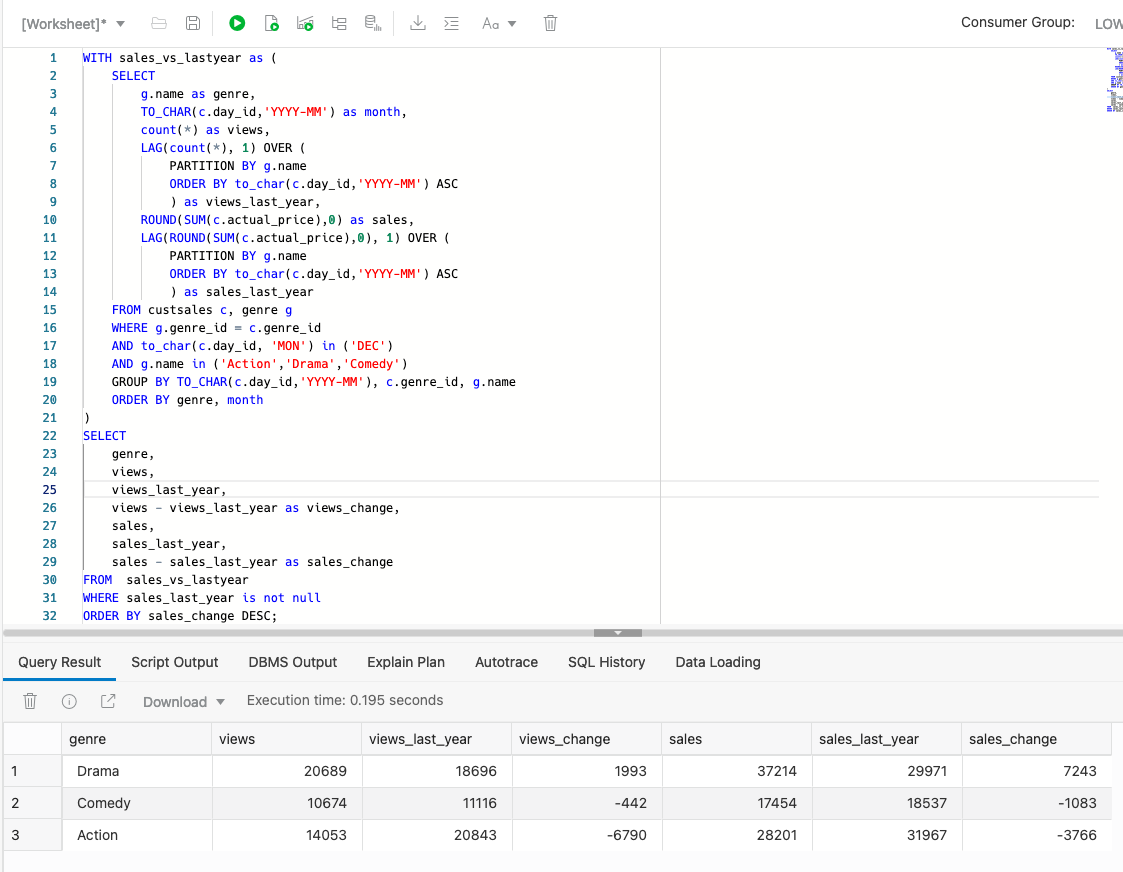 [Worksheet]* Aa Consumer Group: LOW
1 WITH sales_vs_lastyear as (
2 SELECT
3 g.name as genre,
4 TO_CHAR(c.day_id,'YYYY-MM') as month,
5 count(*) as views,
6 LAG(count(*), 1) OVER (
7 PARTITION BY g.name
8 ORDER BY to_char(c.day_id,'YYYY-MM') ASC
9 ) as views_last_year,
10 ROUND(SUM(c.actual_price),0) as sales,
11 LAG(ROUND(SUM(c.actual_price),0), 1) OVER (
12 PARTITION BY g.name
13 ORDER BY to_char(c.day_id,'YYYY-MM') ASC
14 ) as sales_last_year
15 FROM custsales c, genre g
16 WHERE g.genre_id = c.genre_id
17 AND to_char(c.day_id, 'MON') in ('DEC')
18 AND g.name in ('Action','Drama','Comedy')
19 GROUP BY TO_CHAR(c.day_id,'YYYY-MM'), c.genre_id, g.name
20 ORDER BY genre, month
21 )
22 SELECT
23 genre,
24 views,
25 views_last_year,
26 views - views_last_year as views_change,
27 sales,
28 sales_last_year,
29 sales - sales_last_year as sales_change
30 FROM  sales_vs_lastyear
31 WHERE sales_last_year is not null
32 ORDER BY sales_change DESC;
Query Result Script Output DBMS Output Explain Plan Autotrace SQL History Data Loading
Download Execution time: 0.195 seconds
genre views views_last_year views_change sales sales_last_year sales_change
1 Drama 20689 18696 1993 37214 29971 7243
2 Comedy 10674 11116 -442 17454 18537 -1083
3 Action 14053 20843 -6790 28201 31967 -3766